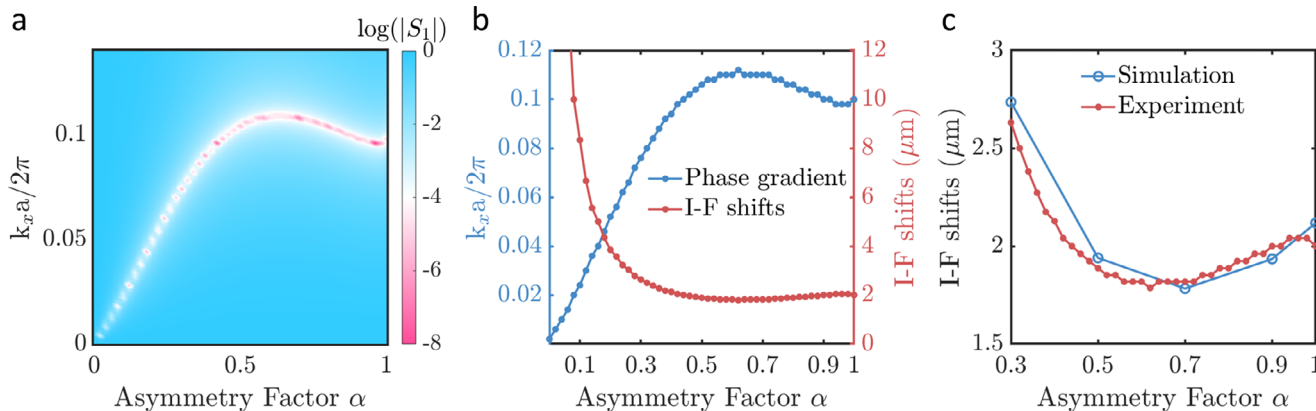 a
log(|S₁|)
0
-2
-4
-6
-8
kₓa/2π
0.1
0.05
0
0
0.5
1
Asymmetry Factor α
b
kₓa/2π
0.12
0.1
0.08
0.06
0.04
0.02
Phase gradient
I-F shifts
12
10
8
6
4
2
0
I-F shifts (μm)
0.1
0.3
0.5
0.7
0.9
1
Asymmetry Factor α
c
I-F shifts (μm)
3
2.5
2
1.5
Simulation
Experiment
0.3
0.5
0.7
0.9
1
Asymmetry Factor α